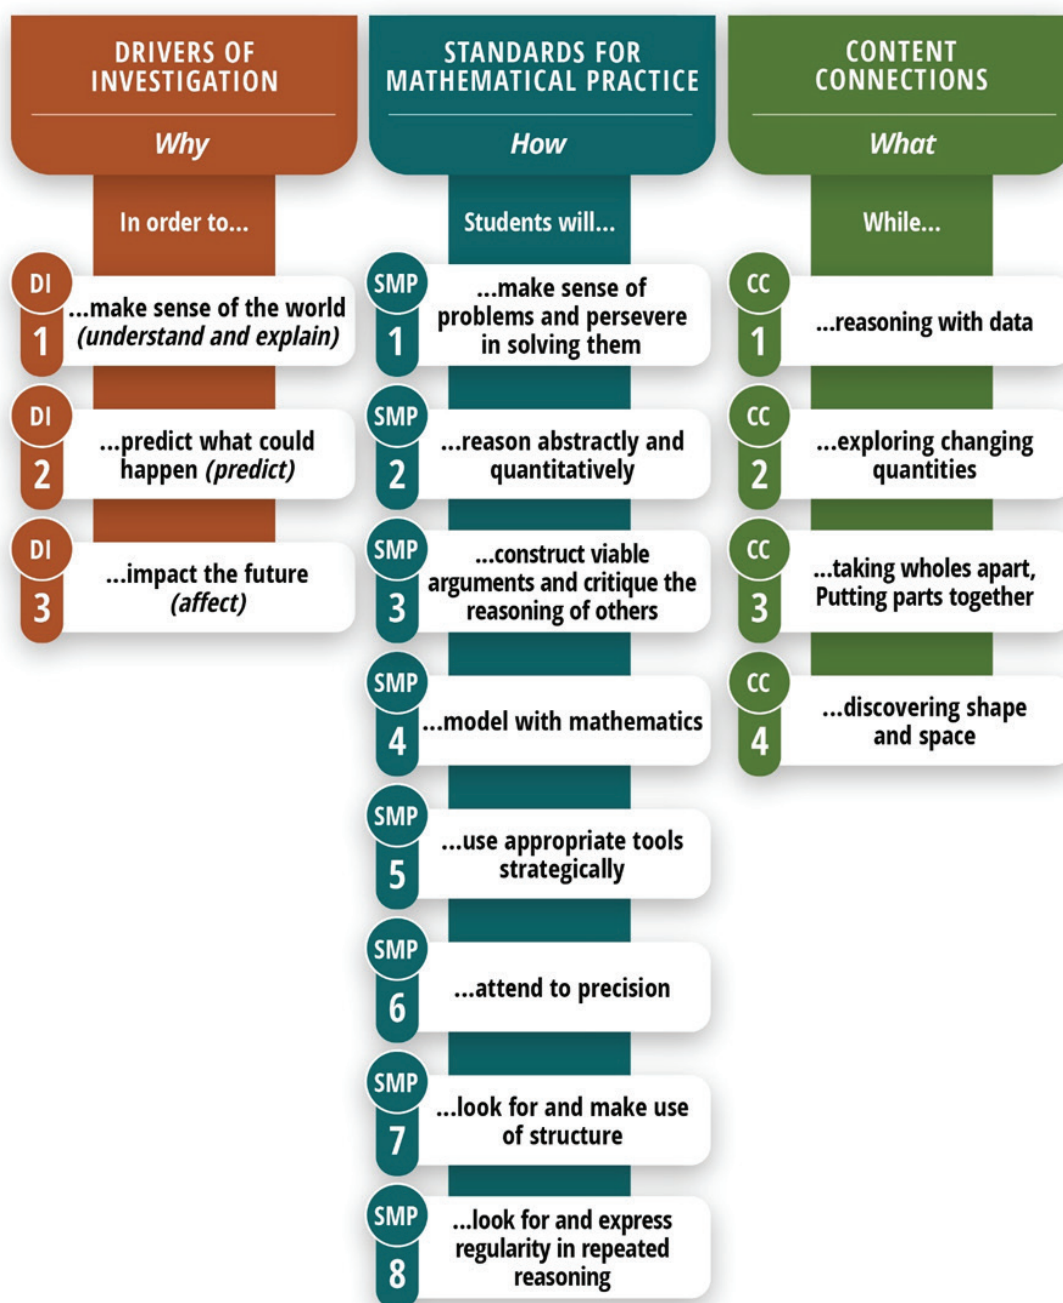 DRIVERS OF
INVESTIGATION
Why
In order to...
DI
1
...make sense of the world
(understand and explain)
DI
2
...predict what could
happen (predict)
DI
3
...impact the future
(affect)
STANDARDS FOR
MATHEMATICAL PRACTICE
How
Students will...
SMP
1
...make sense of
problems and persevere
in solving them
SMP
2
...reason abstractly and
quantitatively
SMP
3
...construct viable
arguments and critique the
reasoning of others
SMP
4
...model with mathematics
SMP
5
...use appropriate tools
strategically
SMP
6
...attend to precision
SMP
7
...look for and make use
of structure
SMP
8
...look for and express
regularity in repeated
reasoning
CONTENT
CONNECTIONS
What
While...
CC
1
...reasoning with data
CC
2
...exploring changing
quantities
CC
3
...taking wholes apart,
Putting parts together
CC
4
...discovering shape
and space